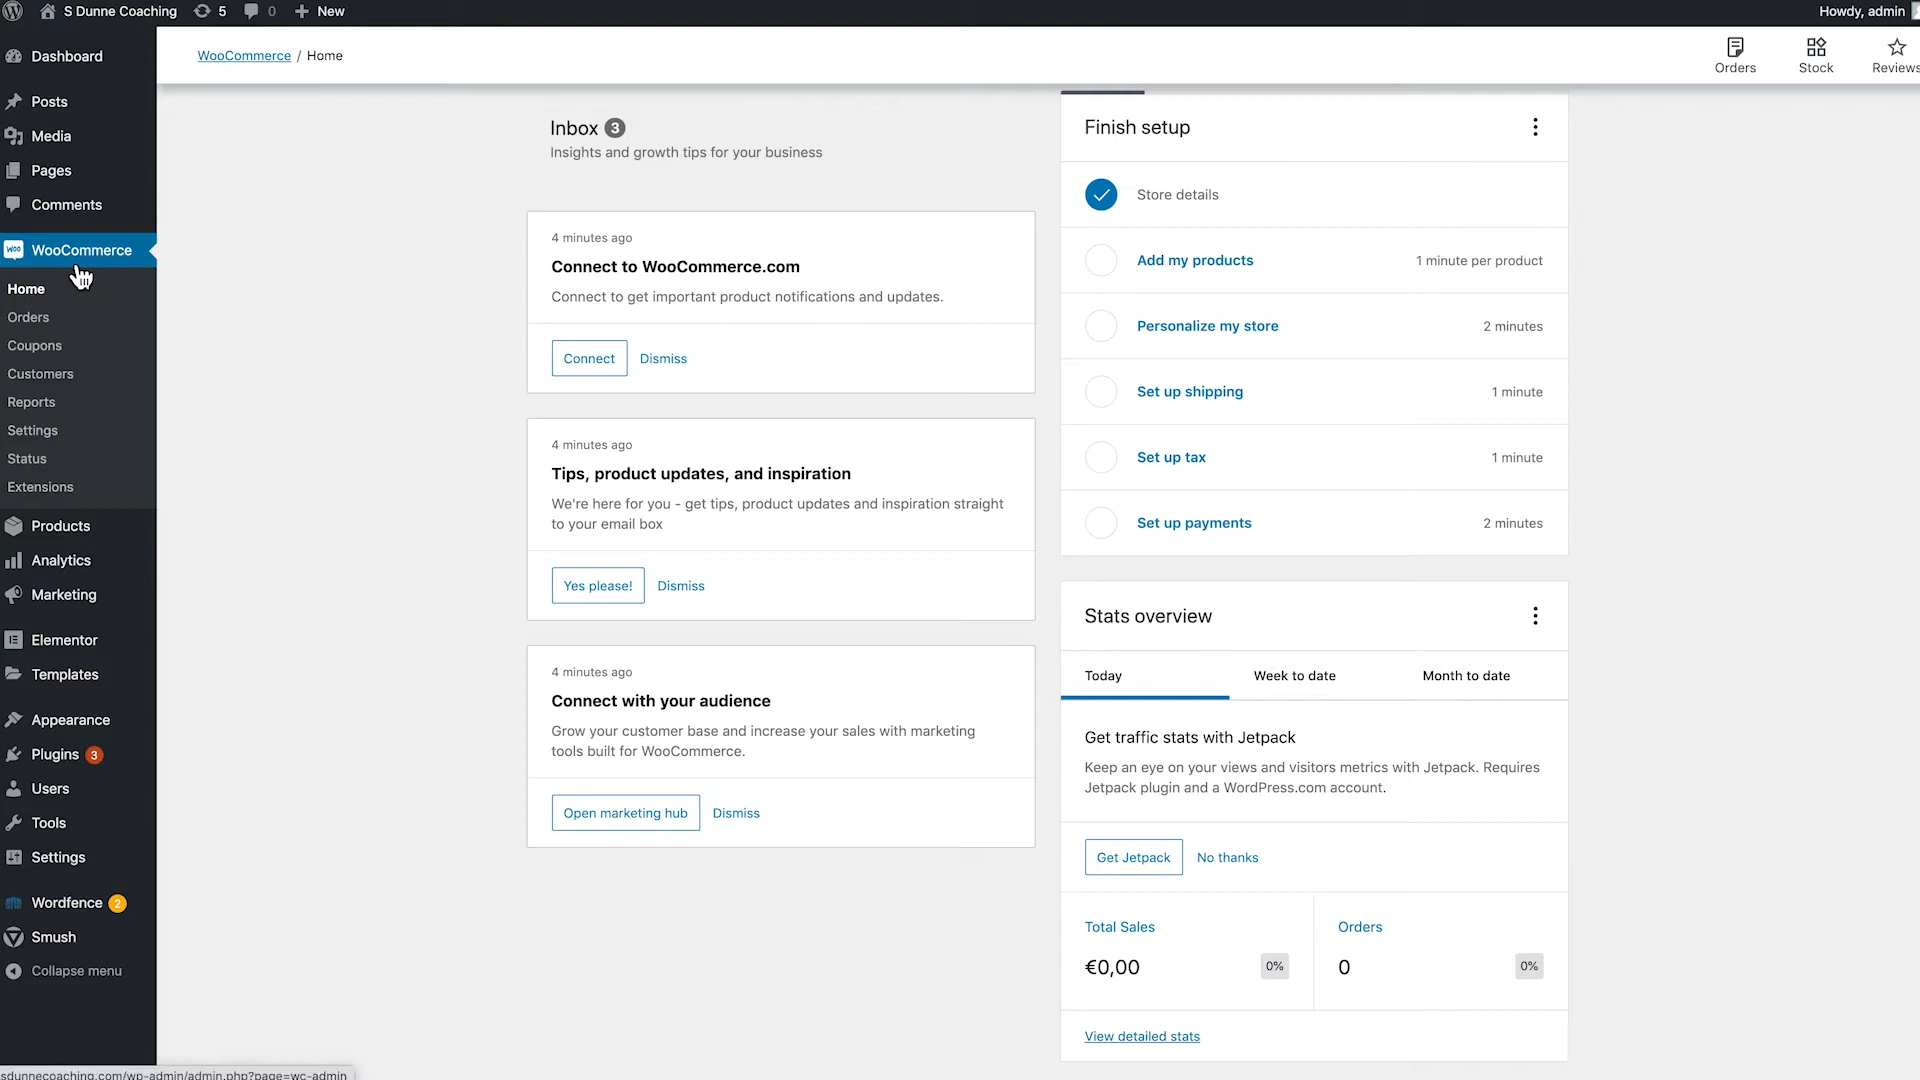 S Dunne Coaching 5 0 New
Howdy, admin
Dashboard
Posts
Media
Pages
Comments
Woo WooCommerce
Home
Orders
Coupons
Customers
Reports
Settings
Status
Extensions
Products
Analytics
Marketing
Elementor
Templates
Appearance
Plugins 3
Users
Tools
Settings
Wordfence 2
Smush
Collapse menu
WooCommerce / Home
Orders
Stock
Reviews
Inbox 3
Insights and growth tips for your business
4 minutes ago
Connect to WooCommerce.com
Connect to get important product notifications and updates.
Connect Dismiss
4 minutes ago
Tips, product updates, and inspiration
We're here for you - get tips, product updates and inspiration straight
to your email box
Yes please! Dismiss
4 minutes ago
Connect with your audience
Grow your customer base and increase your sales with marketing
tools built for WooCommerce.
Open marketing hub Dismiss
Finish setup
Store details
Add my products 1 minute per product
Personalize my store 2 minutes
Set up shipping 1 minute
Set up tax 1 minute
Set up payments 2 minutes
Stats overview
Today Week to date Month to date
Get traffic stats with Jetpack
Keep an eye on your views and visitors metrics with Jetpack. Requires
Jetpack plugin and a WordPress.com account.
Get Jetpack No thanks
Total Sales
€0,00 0%
Orders
0 0%
View detailed stats
sdunnecoaching.com/wp-admin/admin.php?page=wc-admin